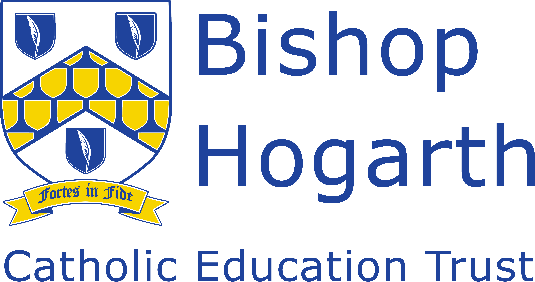 Bishop
Hogarth
Fortes in Fide
Catholic Education Trust